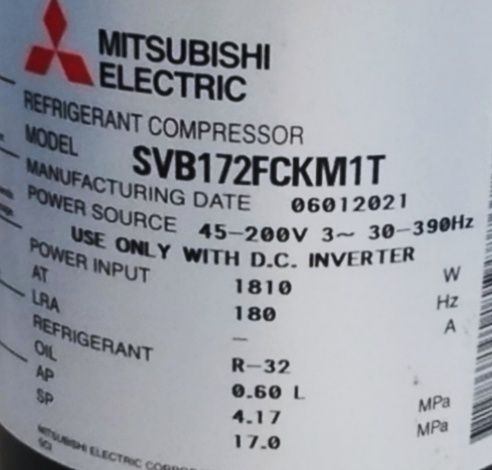 MITSUBISHI
ELECTRIC
REFRIGERANT COMPRESSOR
MODEL SVB172FCKM1T
MANUFACTURING DATE 06012021
POWER SOURCE 45-200V 3~ 30-390Hz
USE ONLY WITH D.C. INVERTER
POWER INPUT 1810 W
AT 180 Hz
LRA - A
REFRIGERANT R-32
OIL 0.60 L
AP 4.17 MPa
SP 17.0 MPa
MITSUBISHI ELECTRIC